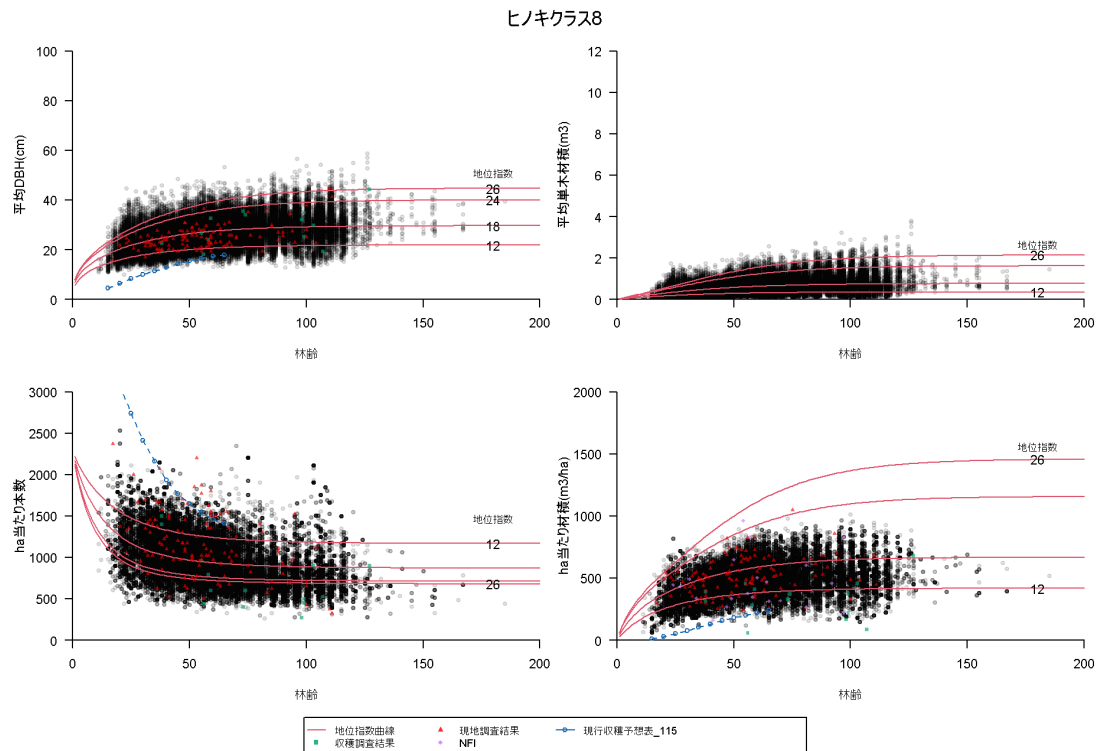 ヒノキクラス8
平均DBH(cm)
100
80
60
40
20
0
地位指数
26
24
18
12
0 50 100 150 200
林齢
平均単木材積(m3)
12
10
8
6
4
2
0
地位指数
26
12
0 50 100 150 200
林齢
ha当たり本数
3000
2500
2000
1500
1000
500
0
地位指数
12
26
0 50 100 150 200
林齢
ha当たり材積(m3/ha)
2000
1500
1000
500
0
地位指数
26
12
0 50 100 150 200
林齢
地位指数曲線 現地調査結果 現行収穫予想表_115
収穫調査結果 NFI